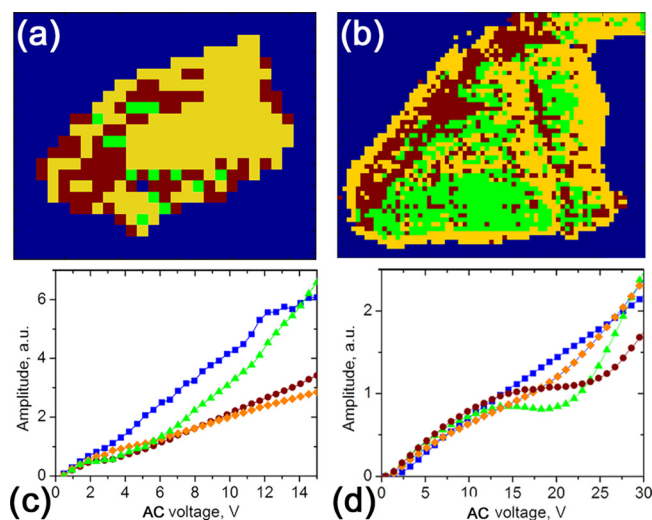 (a)
(b)
6
4
2
0
Amplitude, a.u.
0 2 4 6 8 10 12 14
AC voltage, V
(c)
2
1
0
Amplitude, a.u.
0 5 10 15 20 25 30
AC voltage, V
(d)